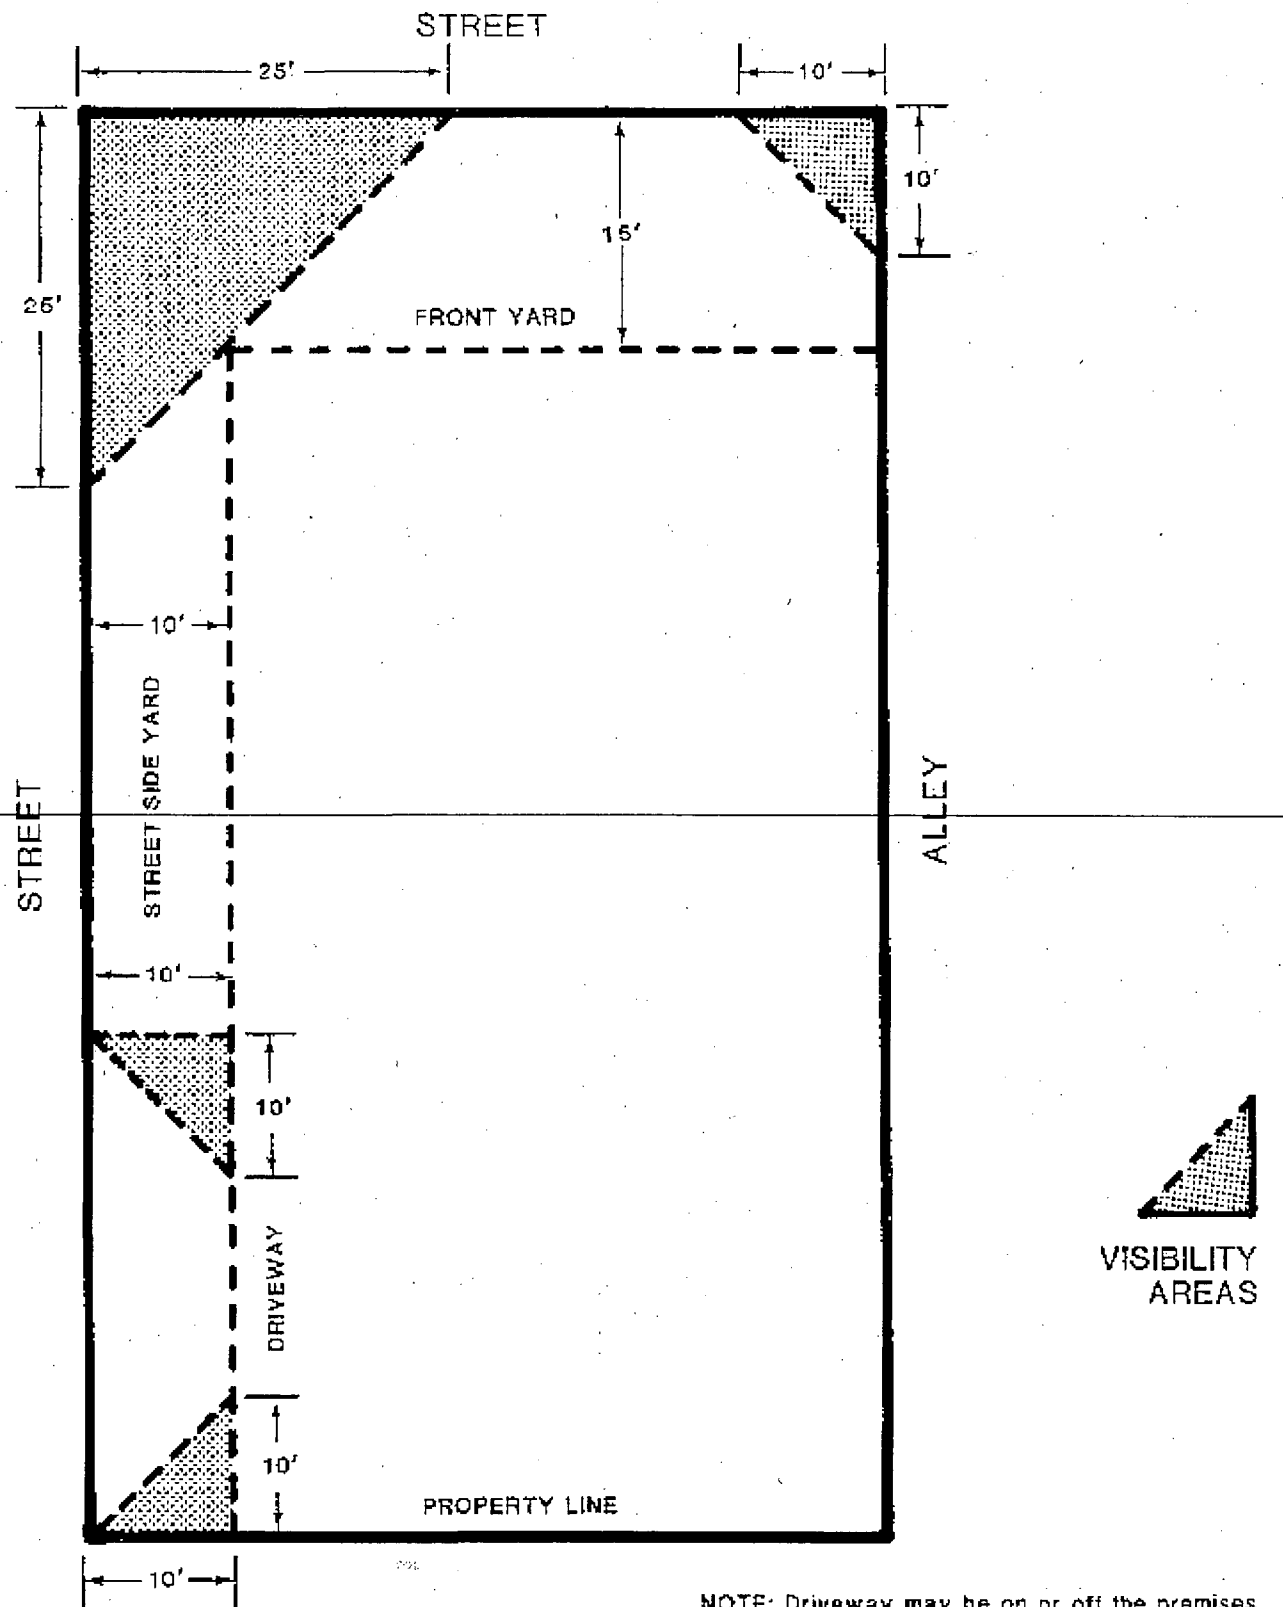 STREET
25'
10'
10'
15'
25'
FRONT YARD
10'
STREET SIDE YARD
STREET
ALLEY
10'
10'
DRIVEWAY
VISIBILITY
AREAS
10'
PROPERTY LINE
10'
NOTE: Driveway may be on or off the premises